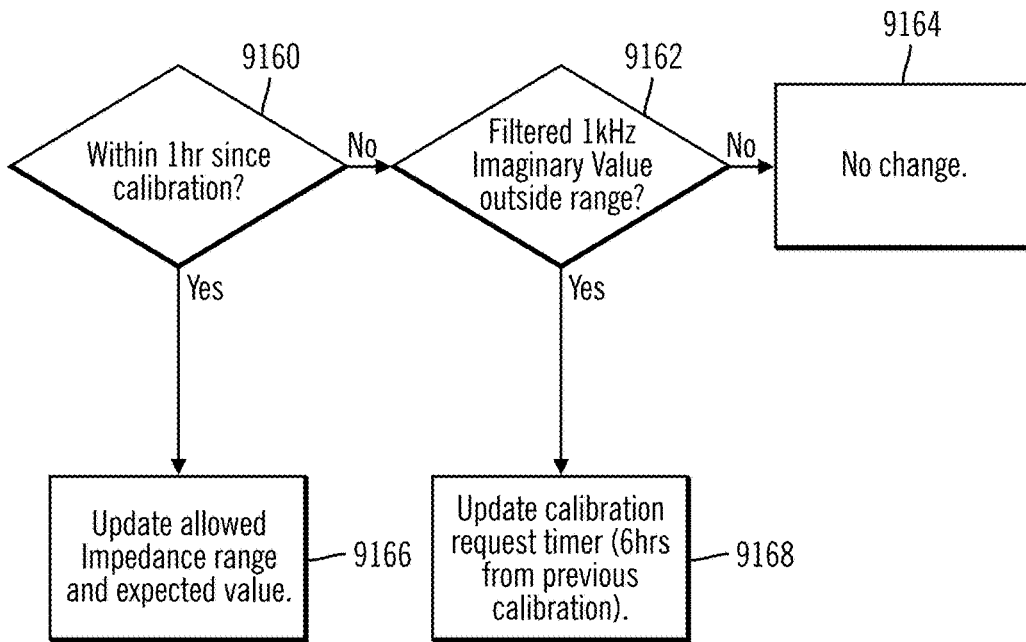 9160
Within 1hr since
calibration?
No
Yes
9162
Filtered 1kHz
Imaginary Value
outside range?
No
Yes
9164
No change.
Update allowed
Impedance range
and expected value.
9166
Update calibration
request timer (6hrs
from previous
calibration).
9168